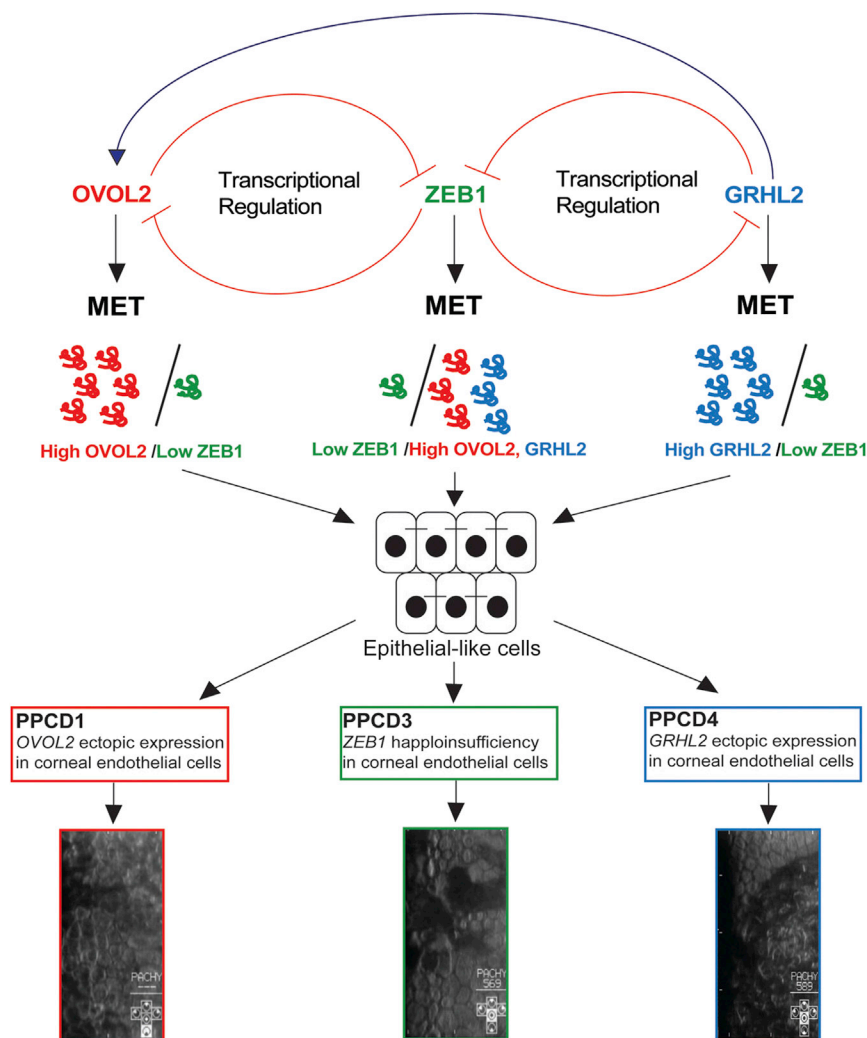 OVOL2
Transcriptional
Regulation
ZEB1
Transcriptional
Regulation
GRHL2
MET
MET
MET
High OVOL2 /Low ZEB1
Low ZEB1 /High OVOL2, GRHL2
High GRHL2 /Low ZEB1
Epithelial-like cells
PPCD1
OVOL2 ectopic expression
in corneal endothelial cells
PPCD3
ZEB1 happloinsufficiency
in corneal endothelial cells
PPCD4
GRHL2 ectopic expression
in corneal endothelial cells
PACHY
---
PACHY
569
PACHY
589